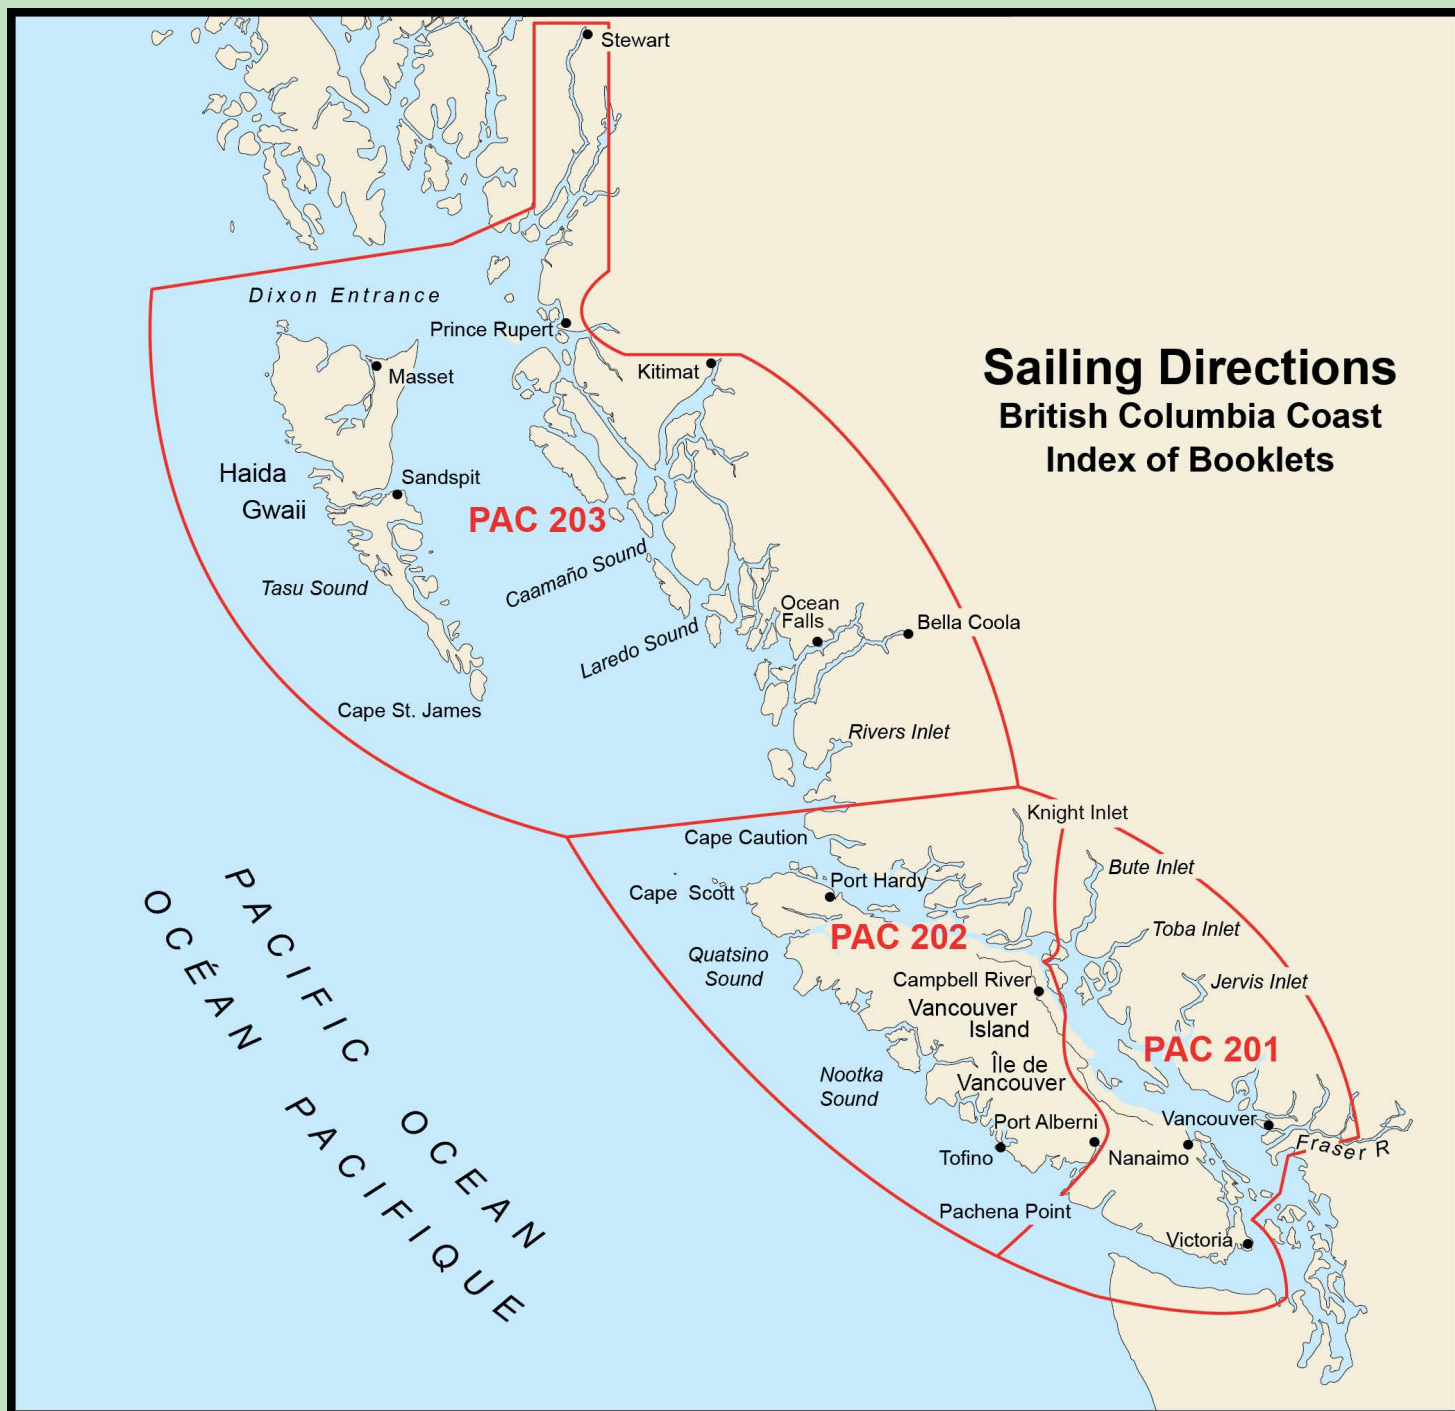 Stewart
Dixon Entrance
Prince Rupert
Masset
Kitimat
Sailing Directions
British Columbia Coast
Index of Booklets
Haida
Gwaii
Sandspit
PAC 203
Tasu Sound
Caamaño Sound
Laredo Sound
Ocean
Falls
Bella Coola
Cape St. James
Rivers Inlet
Knight Inlet
Cape Caution
Bute Inlet
Port Hardy
Cape Scott
PAC 202
Toba Inlet
Quatsino
Sound
Campbell River
Jervis Inlet
Vancouver
Island
PAC 201
Île de
Vancouver
Nootka
Sound
Port Alberni
Vancouver
Fraser R
Tofino
Nanaimo
Pachena Point
Victoria
PACIFIC OCEAN
OCÉAN PACIFIQUE